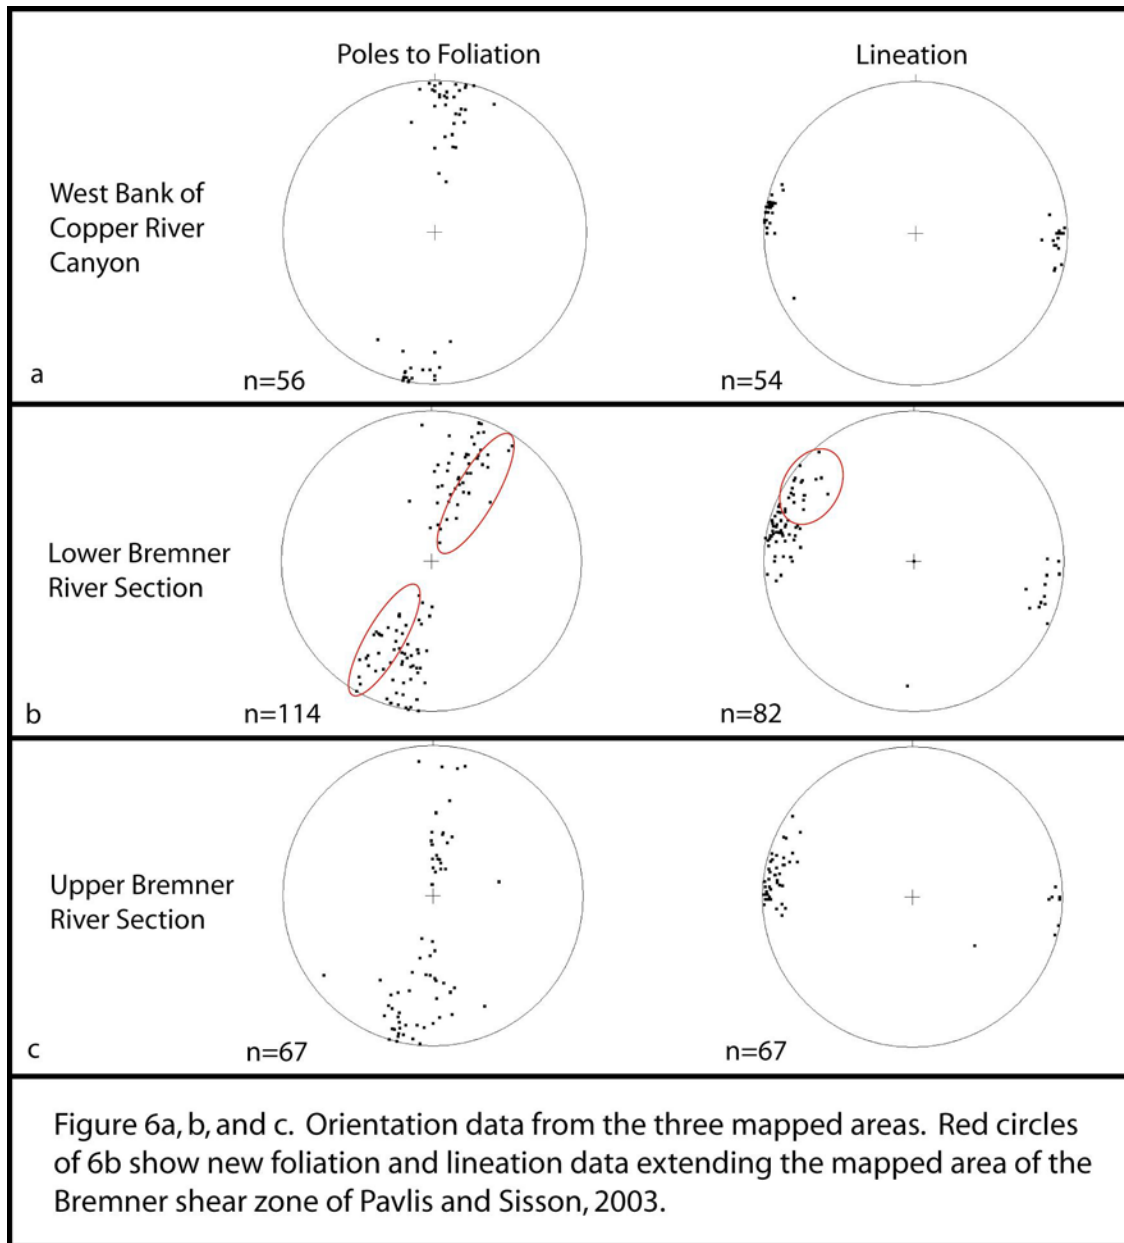 Poles to Foliation
Lineation
West Bank of
Copper River
Canyon
a
n=56
n=54
Lower Bremner
River Section
b
n=114
n=82
Upper Bremner
River Section
c
n=67
n=67
Figure 6a, b, and c. Orientation data from the three mapped areas. Red circles
of 6b show new foliation and lineation data extending the mapped area of the
Bremner shear zone of Pavlis and Sisson, 2003.